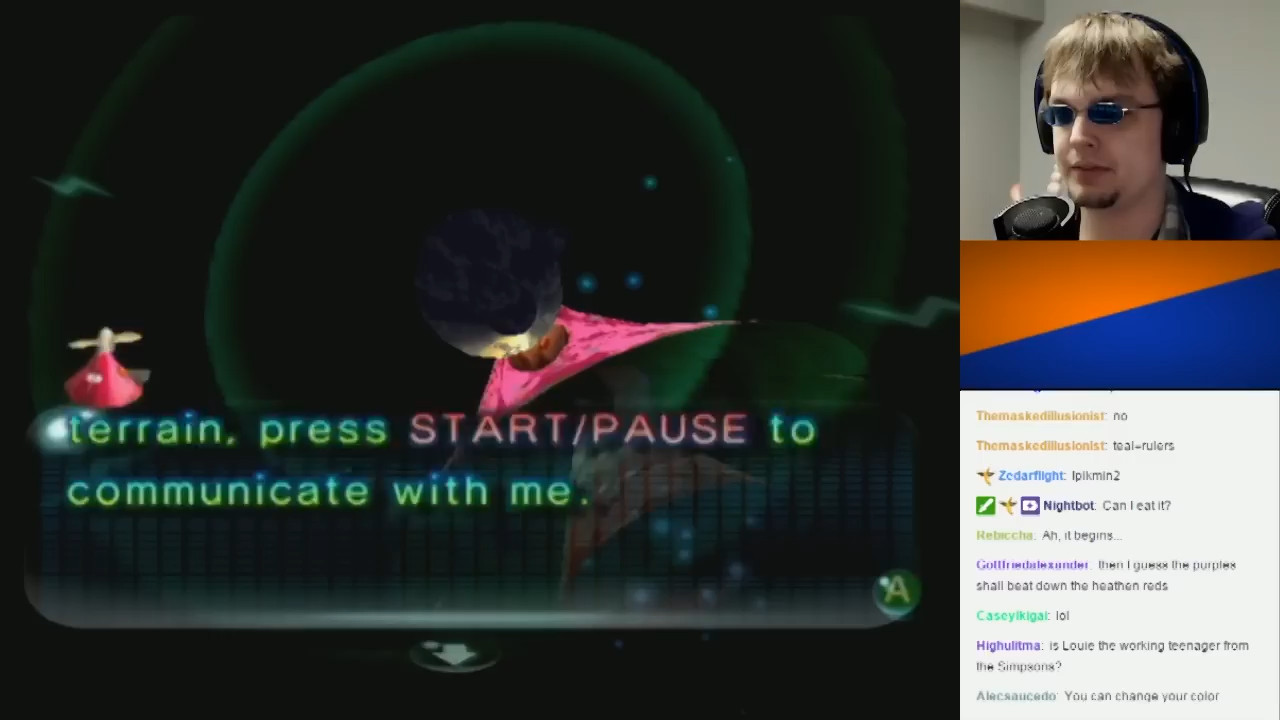 terrain, press START/PAUSE to
communicate with me.
A
Themaskedillusionist: no
Themaskedillusionist: teal=rulers
Zedarflight: !pikmin2
Nightbot: Can I eat it?
Rebiccha: Ah, it begins...
Gottfriedalexander: then I guess the purples
shall beat down the heathen reds
Caseyikigai: lol
Highulitma: is Louie the working teenager from
the Simpsons?
Alecsaucedo: You can change your color